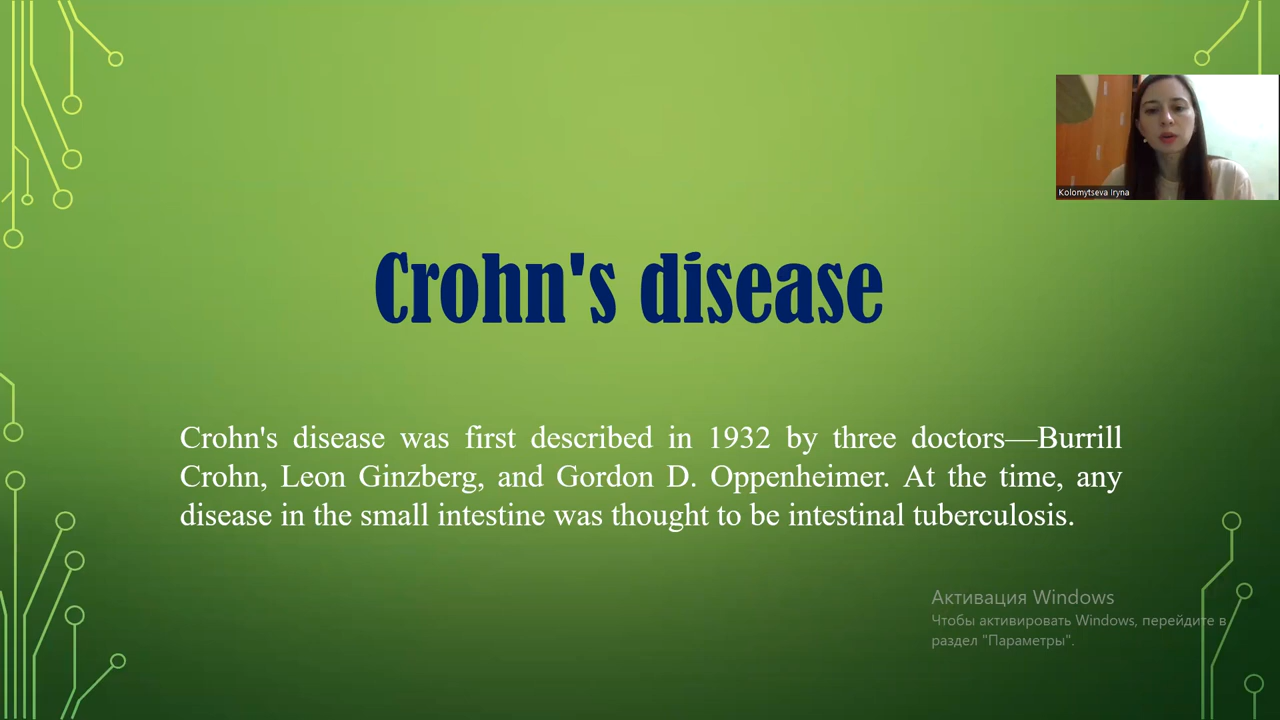 Kolomytseva Iryna
Crohn's disease
Crohn's disease was first described in 1932 by three doctors—Burrill
Crohn, Leon Ginzberg, and Gordon D. Oppenheimer. At the time, any
disease in the small intestine was thought to be intestinal tuberculosis.
Активация Windows
Чтобы активировать Windows, перейдите в
раздел "Параметры".